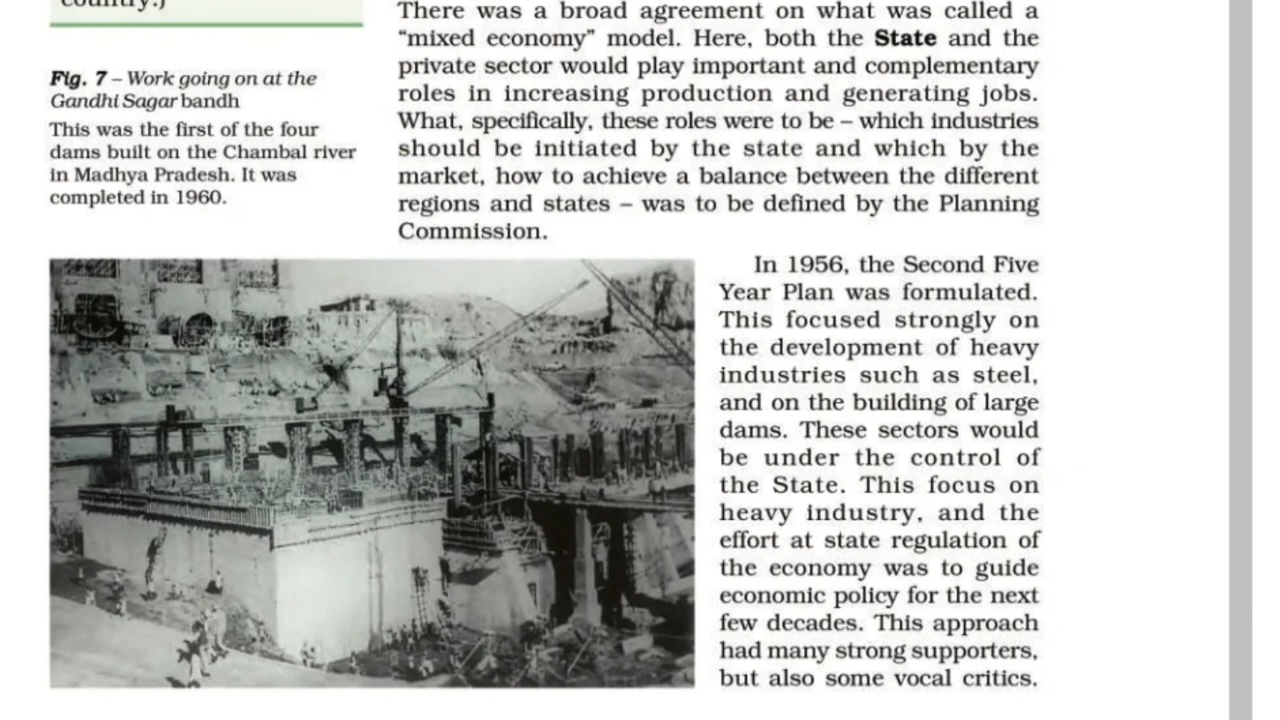 country.)
Fig. 7 – Work going on at the
Gandhi Sagar bandh
This was the first of the four
dams built on the Chambal river
in Madhya Pradesh. It was
completed in 1960.
There was a broad agreement on what was called a
“mixed economy” model. Here, both the State and the
private sector would play important and complementary
roles in increasing production and generating jobs.
What, specifically, these roles were to be – which industries
should be initiated by the state and which by the
market, how to achieve a balance between the different
regions and states – was to be defined by the Planning
Commission.
In 1956, the Second Five
Year Plan was formulated.
This focused strongly on
the development of heavy
industries such as steel,
and on the building of large
dams. These sectors would
be under the control of
the State. This focus on
heavy industry, and the
effort at state regulation of
the economy was to guide
economic policy for the next
few decades. This approach
had many strong supporters,
but also some vocal critics.